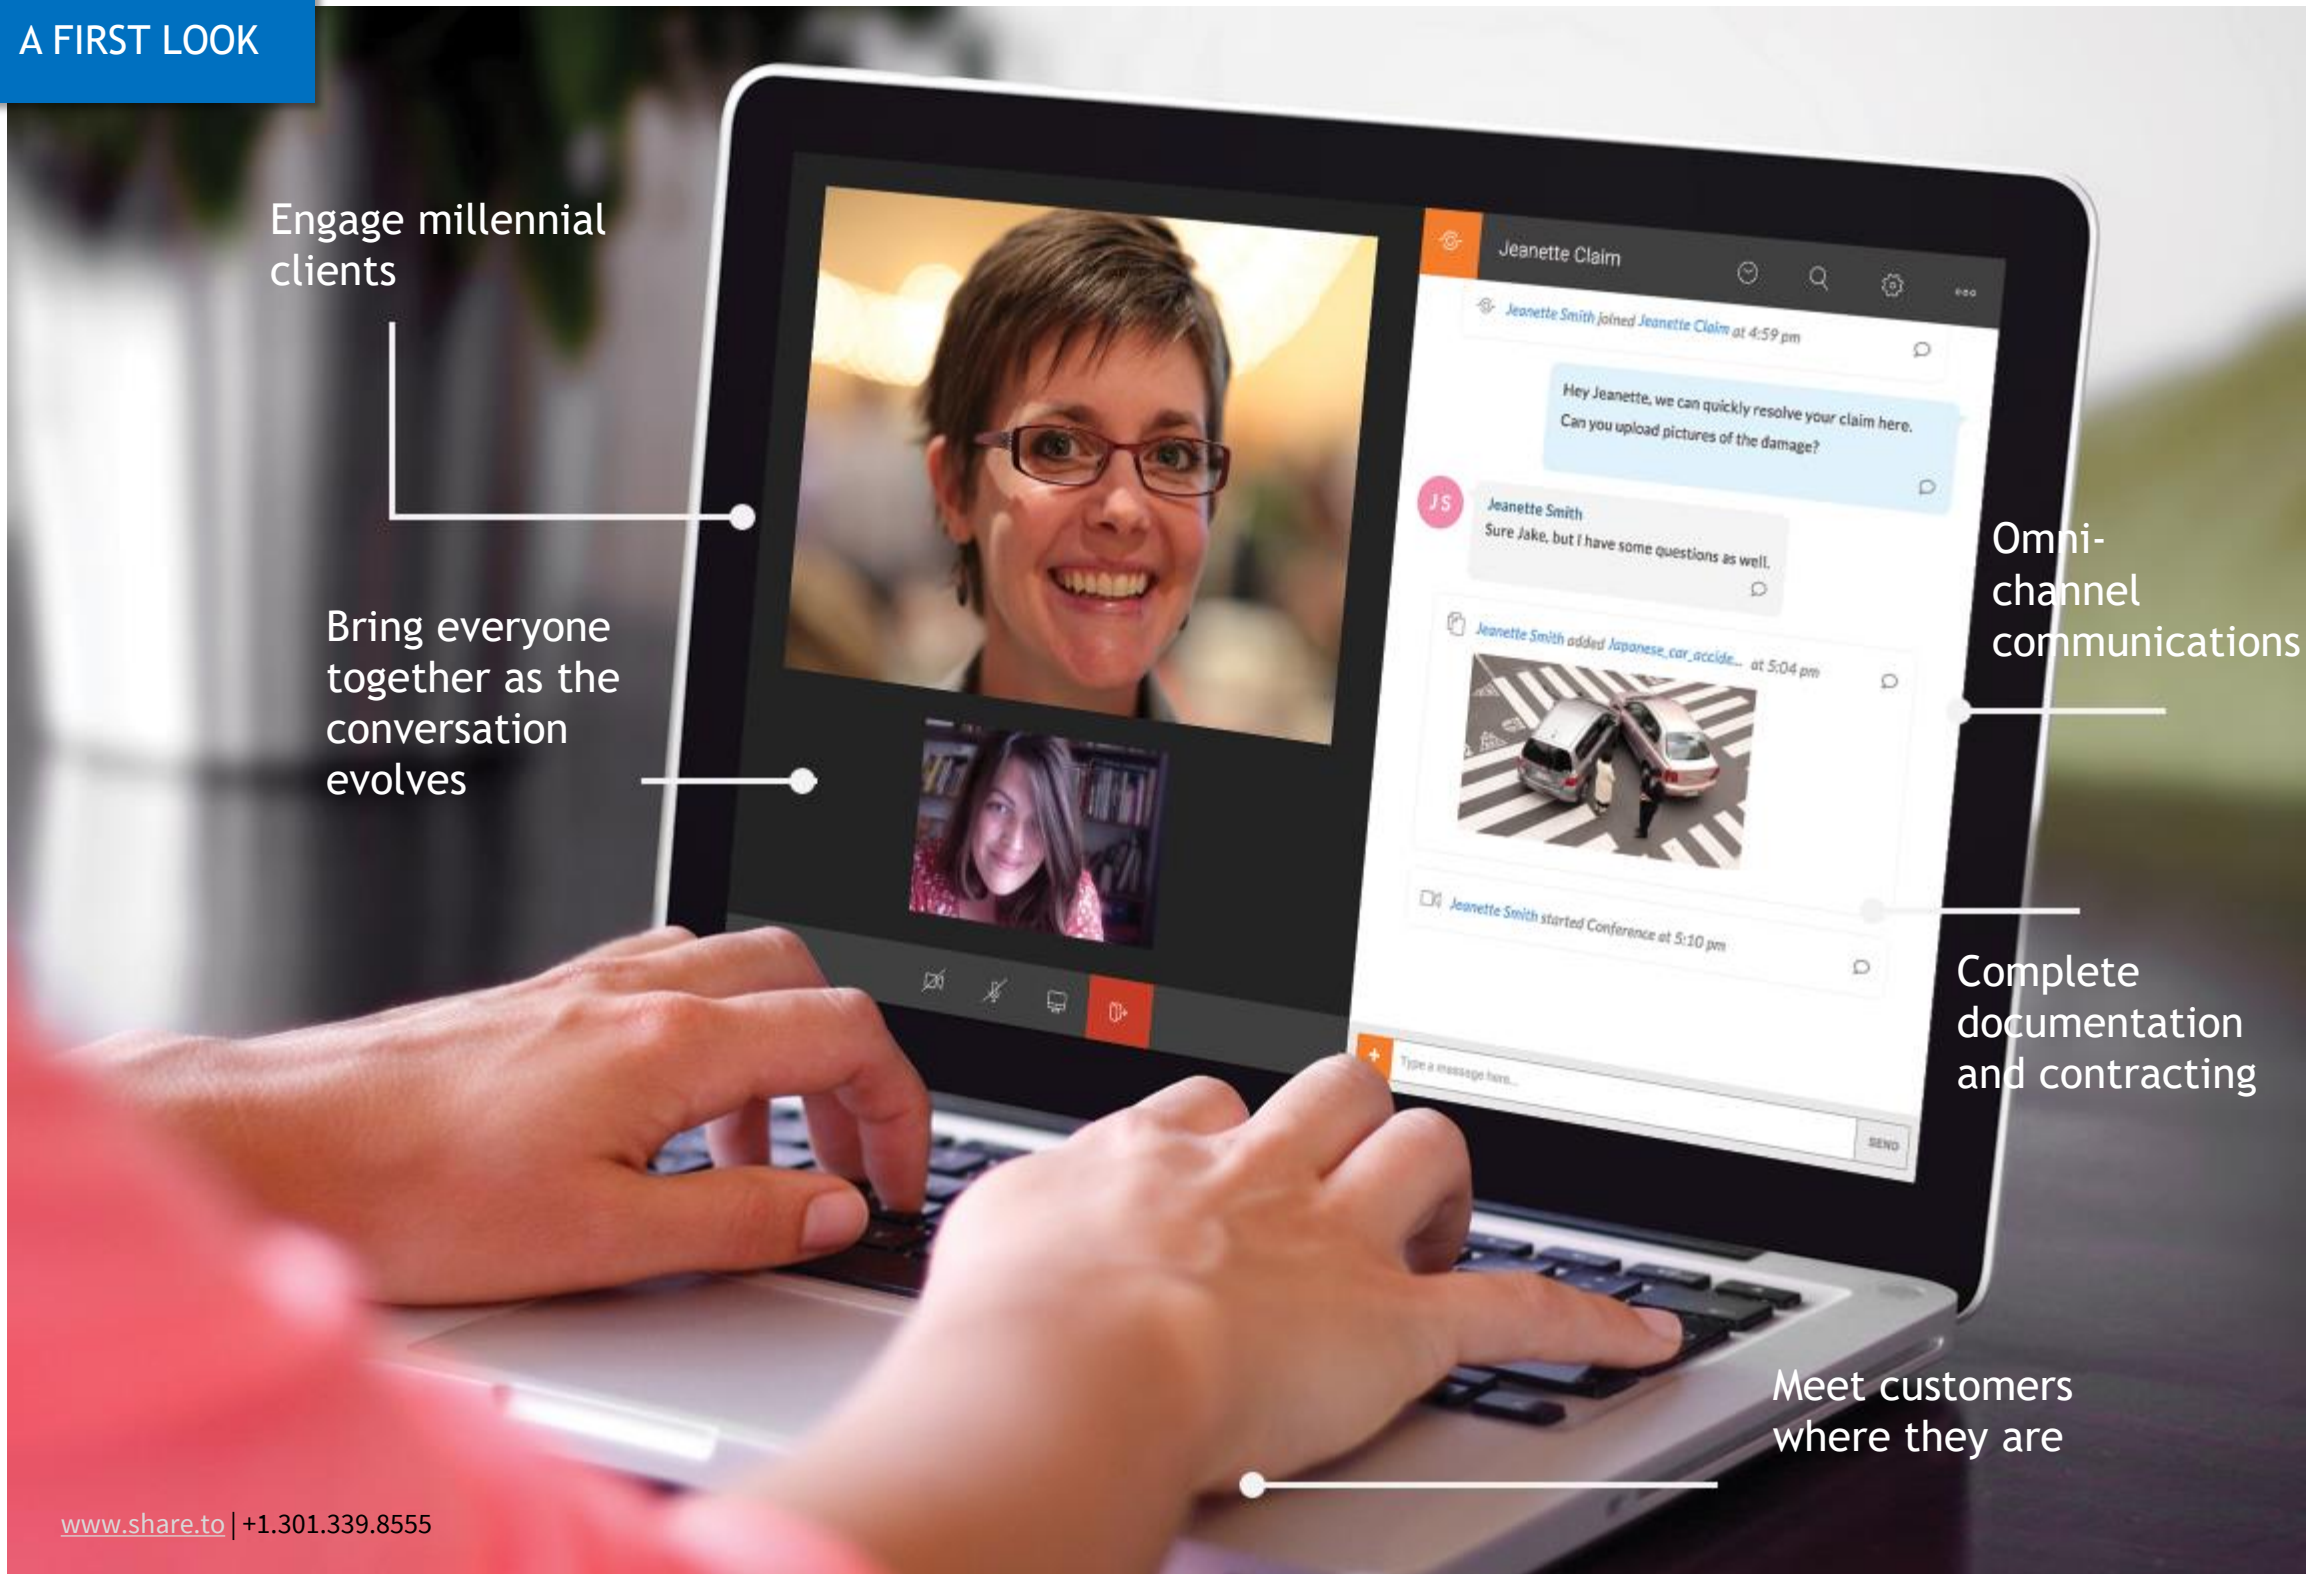 A FIRST LOOK
Engage millennial
clients
Bring everyone
together as the
conversation
evolves
Jeanette Claim
Jeanette Smith joined Jeanette Claim at 4:59 pm
Hey Jeanette, we can quickly resolve your claim here.
Can you upload pictures of the damage?
JS
Jeanette Smith
Sure Jake, but I have some questions as well.
Jeanette Smith added Japanese_car_accide... at 5:04 pm
Jeanette Smith started Conference at 5:10 pm
Type a message here...
SEND
Omni-
channel
communications
Complete
documentation
and contracting
Meet customers
where they are
www.share.to | +1.301.339.8555